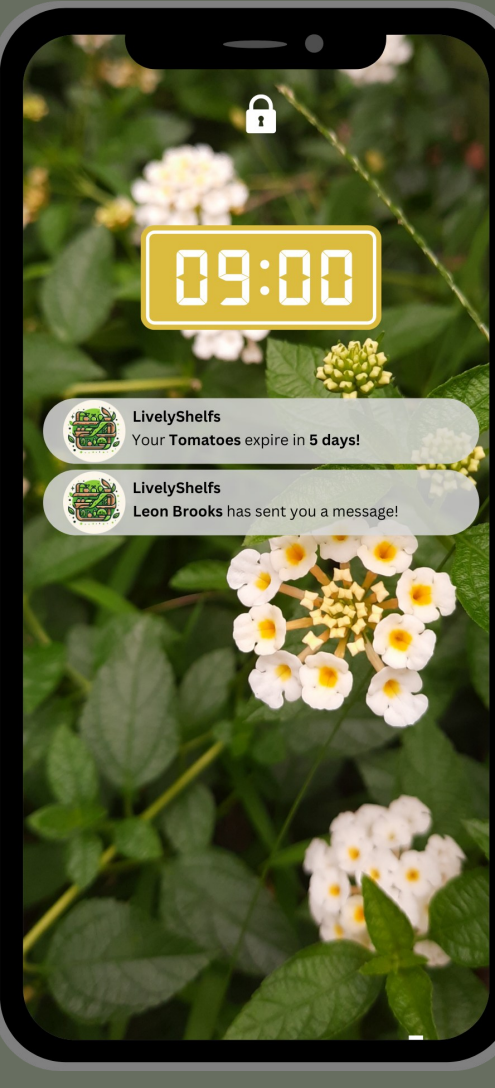 09:00
LivelyShelfs
Your Tomatoes expire in 5 days!
LivelyShelfs
Leon Brooks has sent you a message!